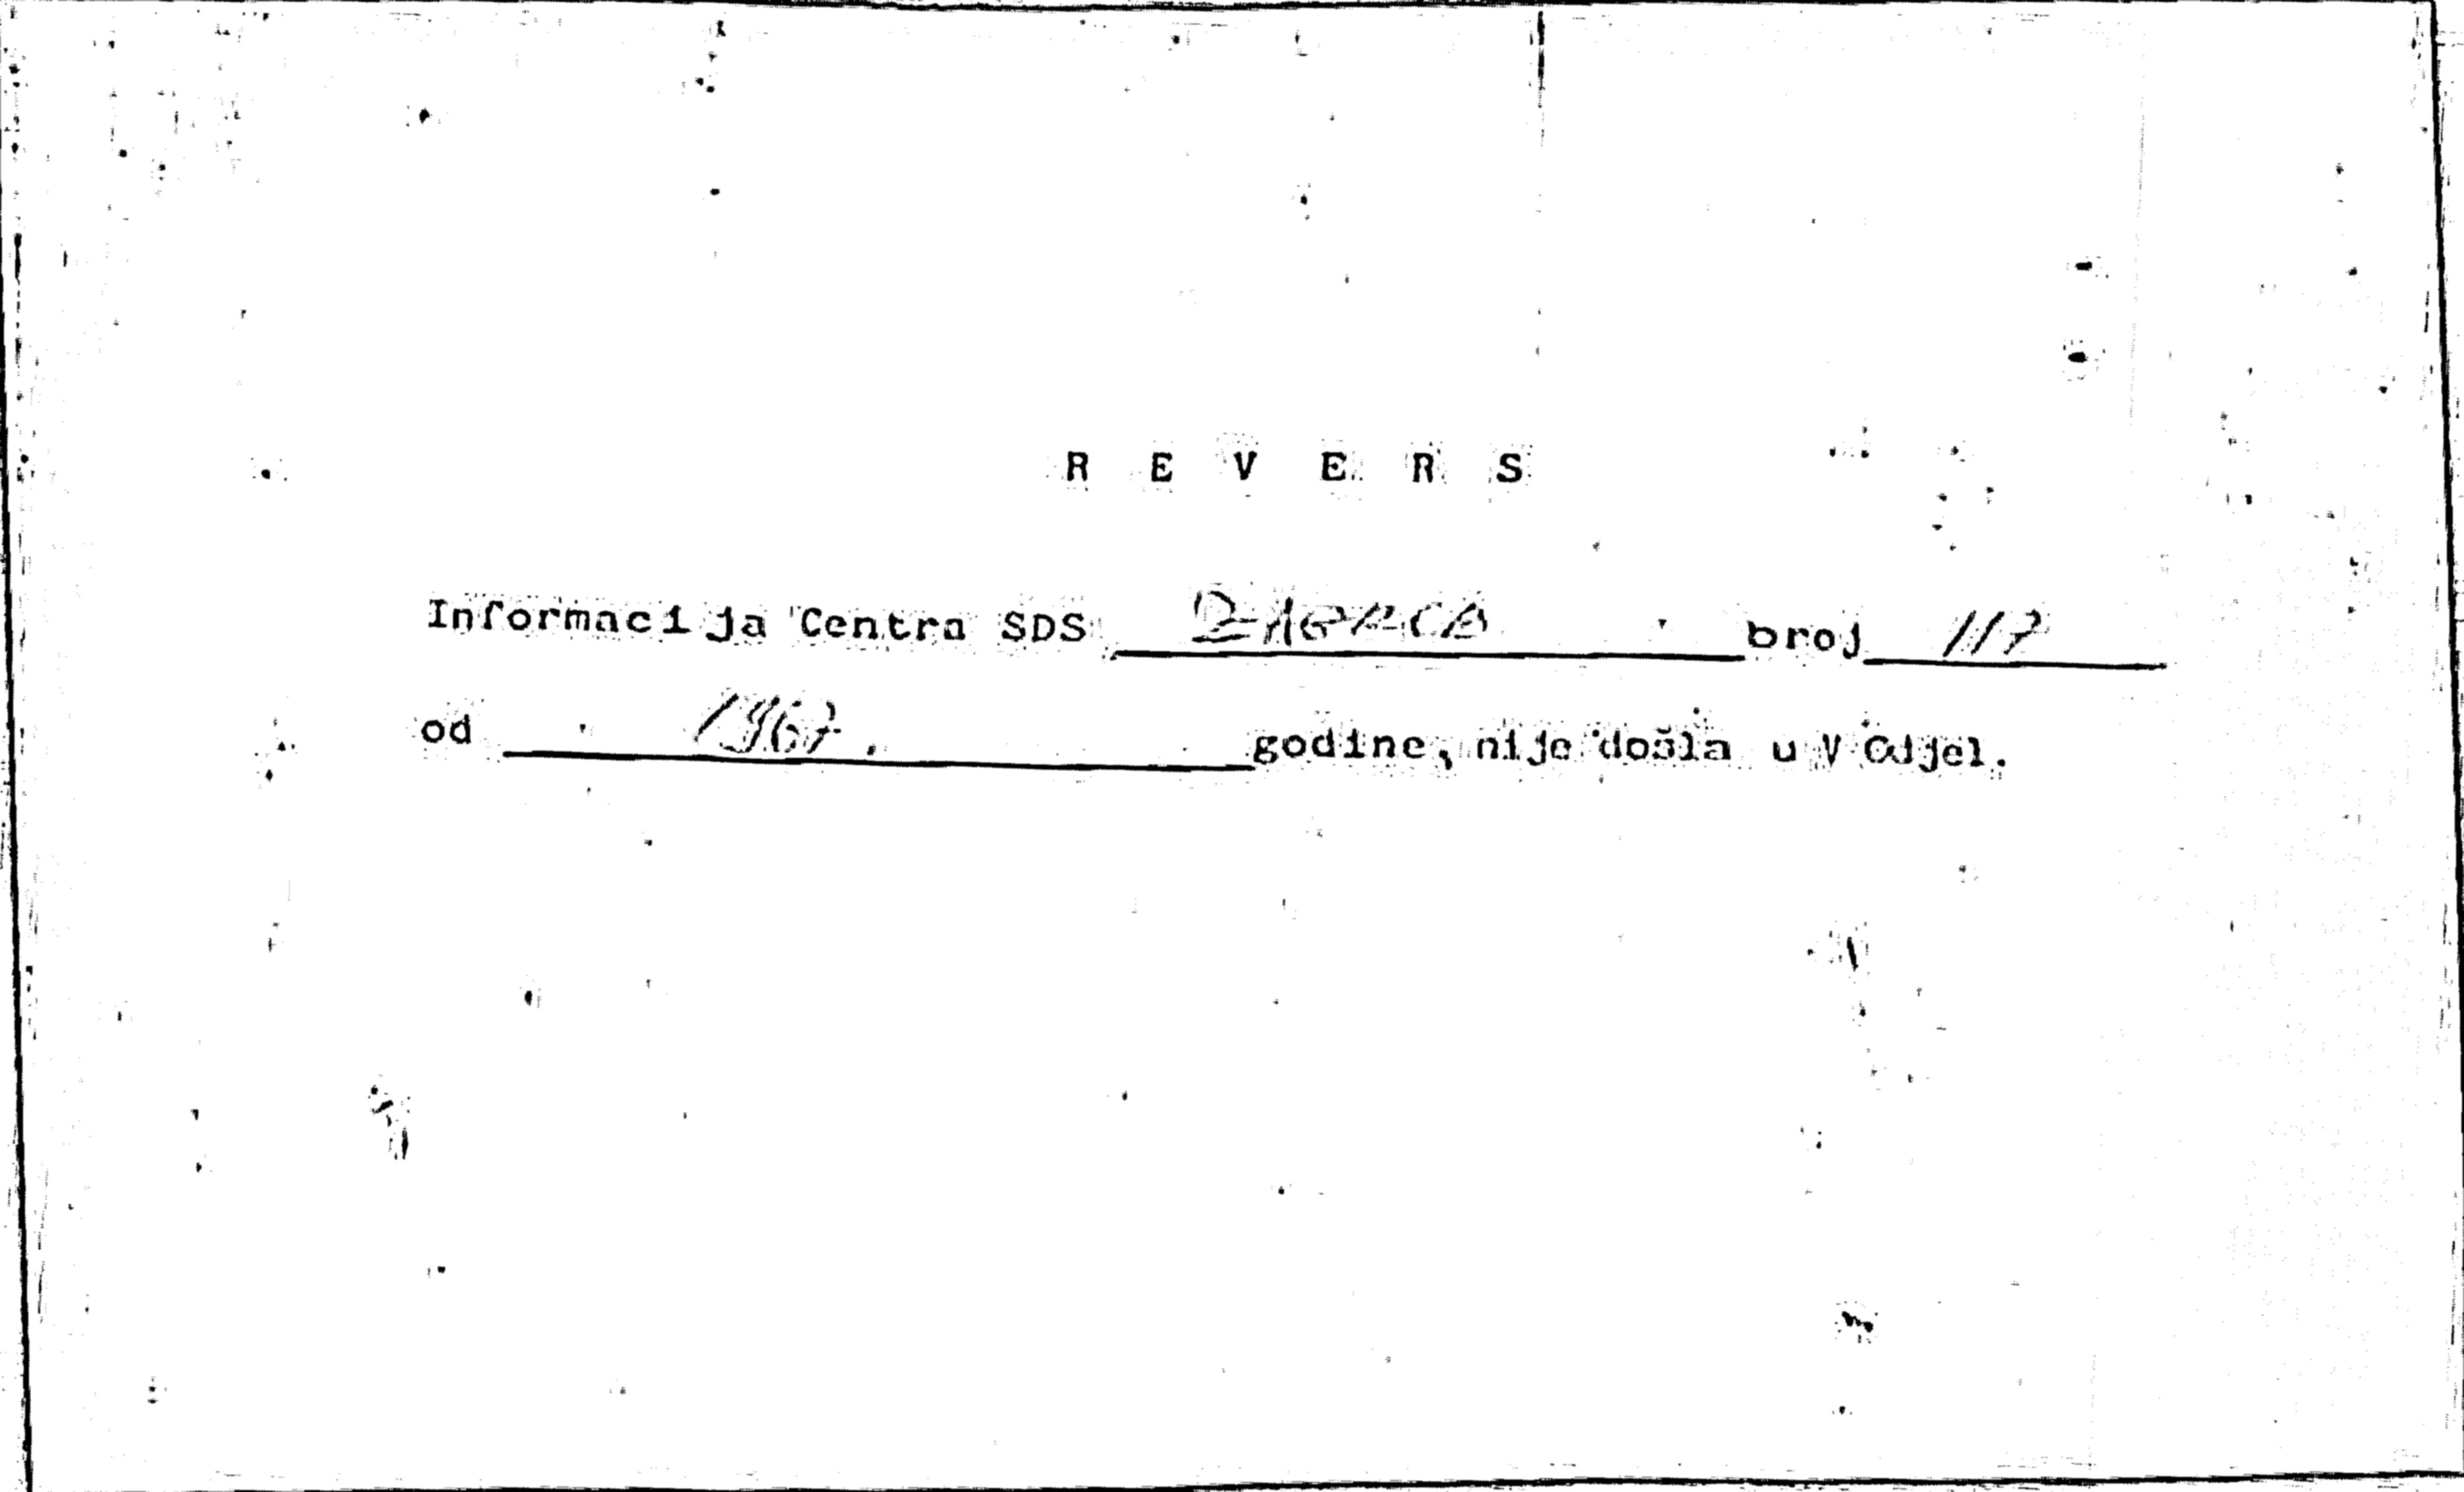 R E V E R S
Informacija Centra SDS ZAGREB broj 117
od 1967. godine, nije došla u V Odjel.